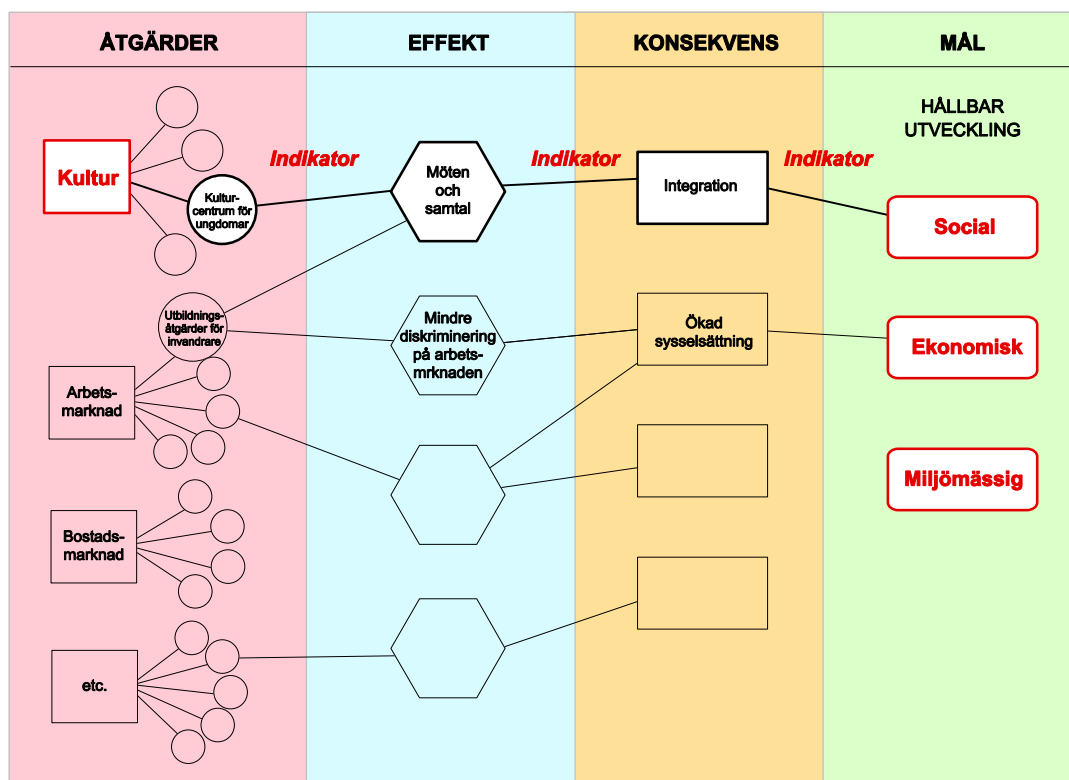 ÅTGÄRDER
EFFEKT
KONSEKVENS
MÅL
HÅLLBAR
UTVECKLING
Kultur
Kultur-
centrum för
ungdomar
Indikator
Möten
och
samtal
Indikator
Integration
Indikator
Social
Utbildnings-
åtgärder för
invandrare
Mindre
diskriminering
på arbets-
mrknaden
Ökad
sysselsättning
Ekonomisk
Arbets-
marknad
Miljömässig
Bostads-
marknad
etc.